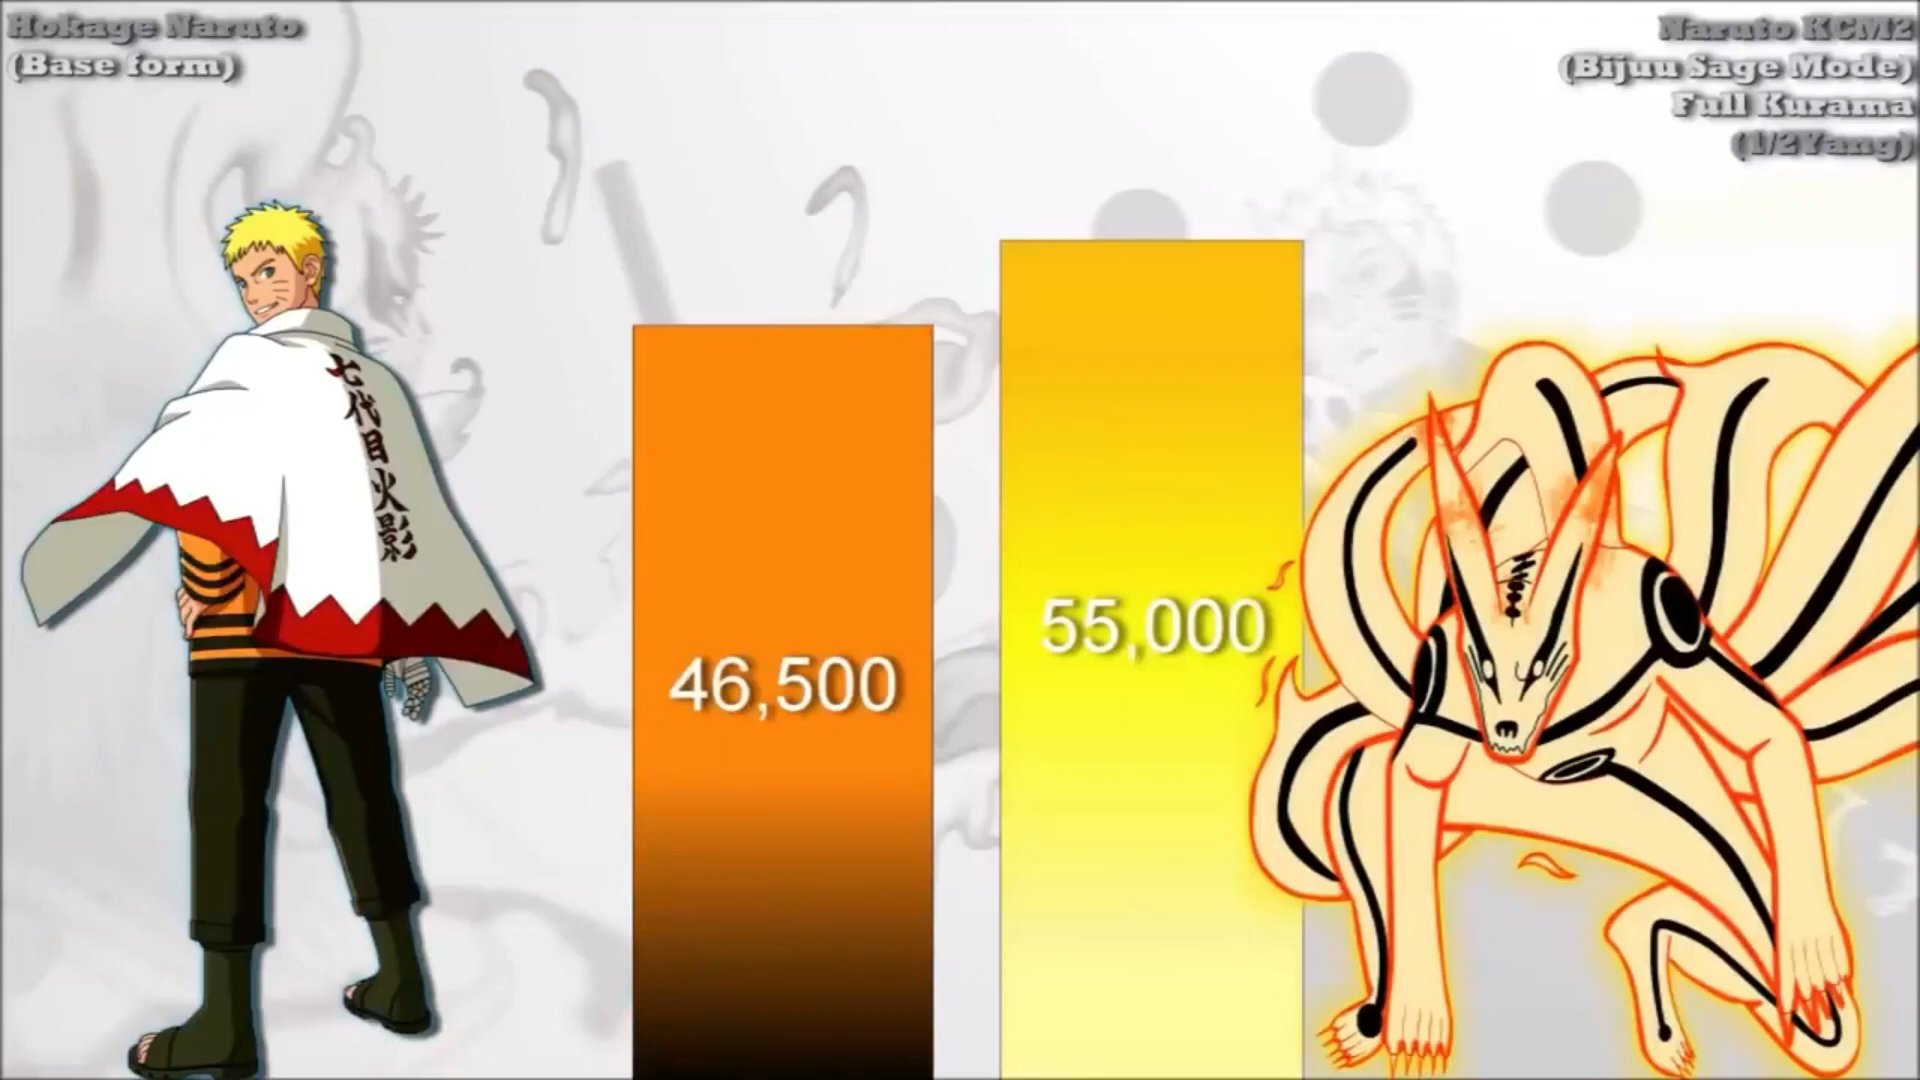 Hokage Naruto
(Base form)
Naruto KCM2
(Bijuu Sage Mode)
Full Kurama
(1/2 Yang)
七代目火影
46,500
55,000